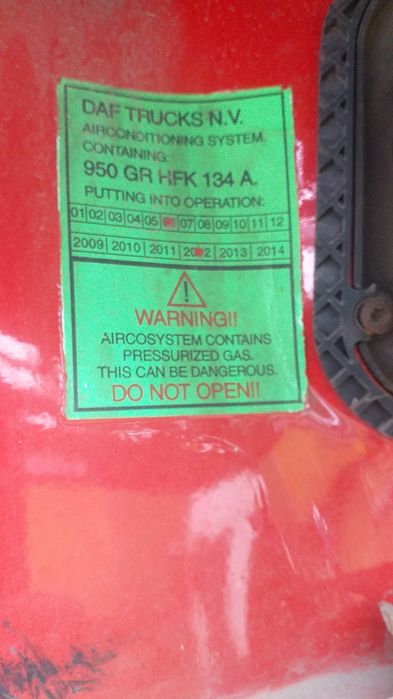 DAF TRUCKS N.V.
AIRCONDITIONING SYSTEM.
CONTAINING:
950 GR HFK 134 A.
PUTTING INTO OPERATION:
01 02 03 04 05 07 08 09 10 11 12
2009 2010 2011 2012 2013 2014
!
WARNING!!
AIRCOSYSTEM CONTAINS
PRESSURIZED GAS.
THIS CAN BE DANGEROUS.
DO NOT OPEN!!